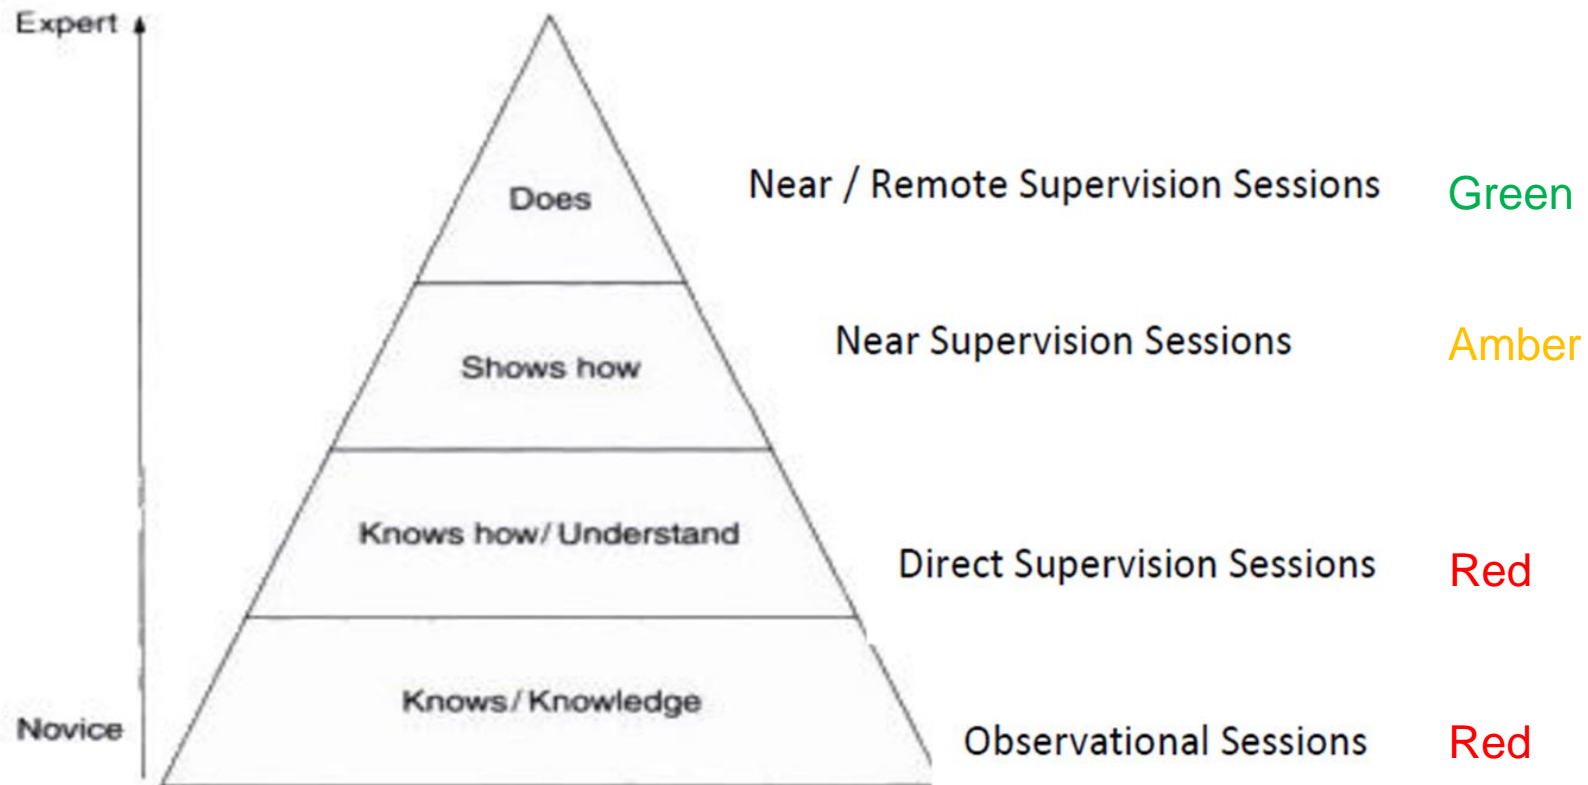 Expert
Does
Near / Remote Supervision Sessions
Green
Shows how
Near Supervision Sessions
Amber
Knows how/Understand
Direct Supervision Sessions
Red
Knows/Knowledge
Novice
Observational Sessions
Red